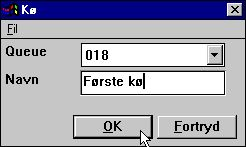 Kø
Fil
Queue 018
Navn Første kø
OK Fortryd